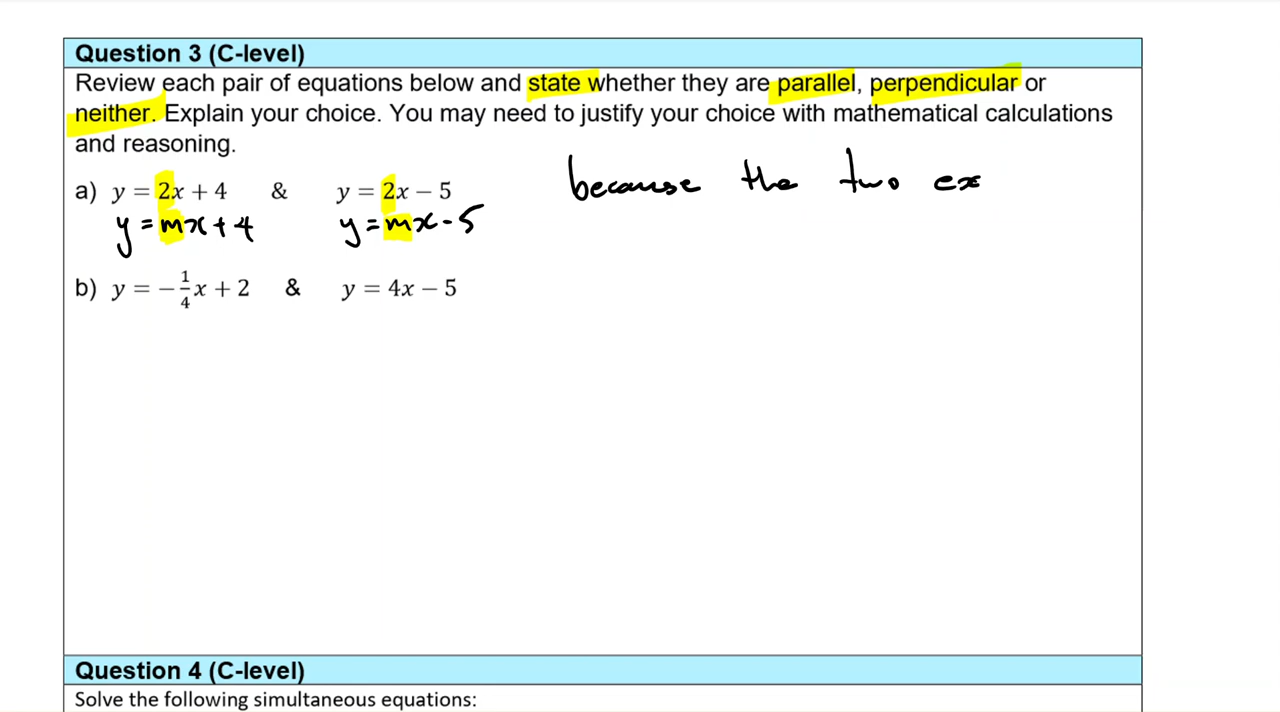 Question 3 (C-level)
Review each pair of equations below and state whether they are parallel, perpendicular or
neither. Explain your choice. You may need to justify your choice with mathematical calculations
and reasoning.
because the two ex
a) y = 2x + 4 & y = 2x − 5
y = mx + 4 y = mx - 5
b) y = −1/4x + 2 & y = 4x − 5
Question 4 (C-level)
Solve the following simultaneous equations: